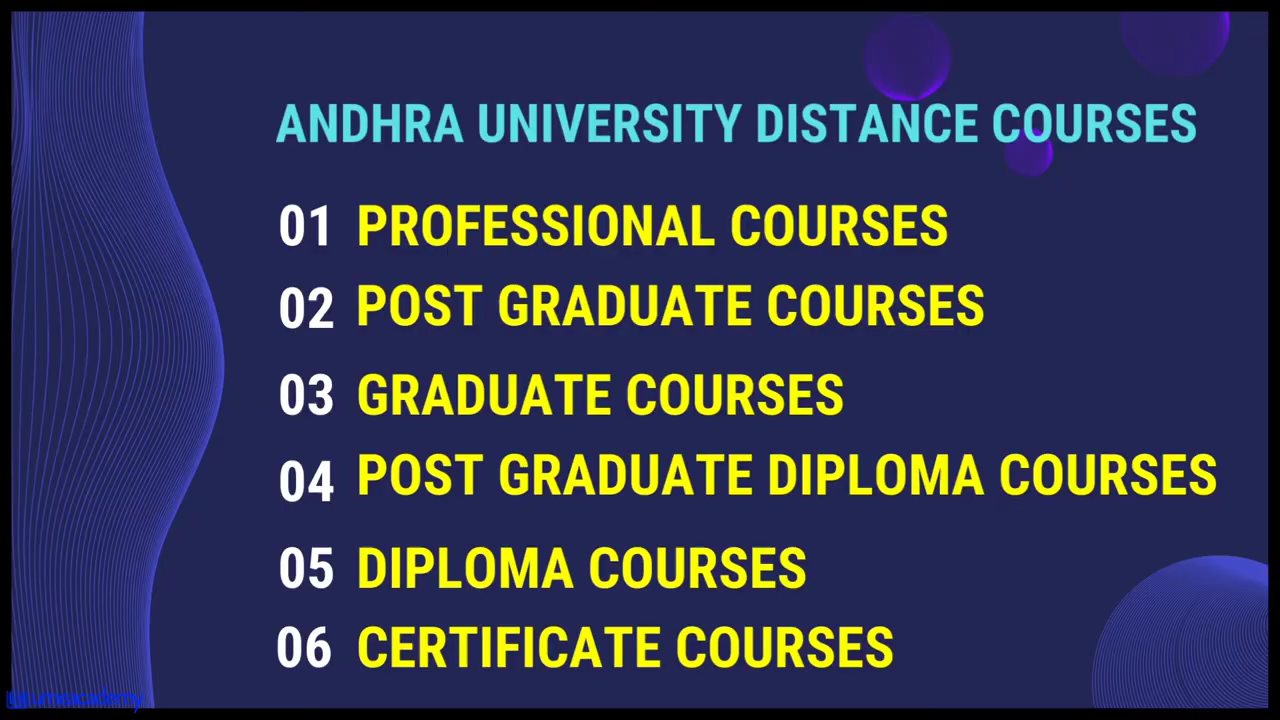 ANDHRA UNIVERSITY DISTANCE COURSES
01 PROFESSIONAL COURSES
02 POST GRADUATE COURSES
03 GRADUATE COURSES
04 POST GRADUATE DIPLOMA COURSES
05 DIPLOMA COURSES
06 CERTIFICATE COURSES